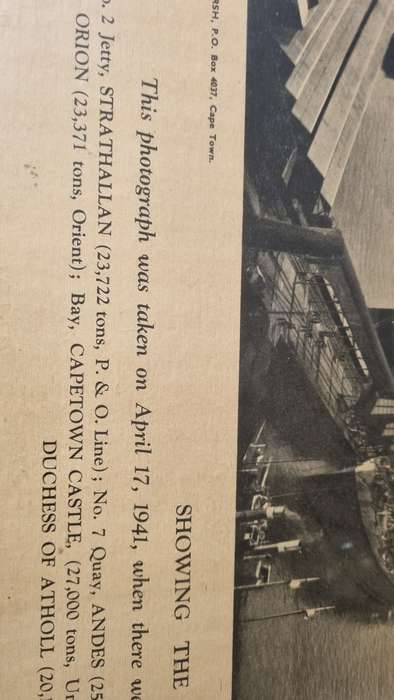 RSH, P.O. Box 4037, Cape Town.
SHOWING THE
This photograph was taken on April 17, 1941, when there
. 2 Jetty, STRATHALLAN (23,722 tons, P. & O. Line); No. 7 Quay, ANDES (25
ORION (23,371 tons, Orient); Bay, CAPETOWN CASTLE, (27,000 tons,
DUCHESS OF ATHOLL (20,